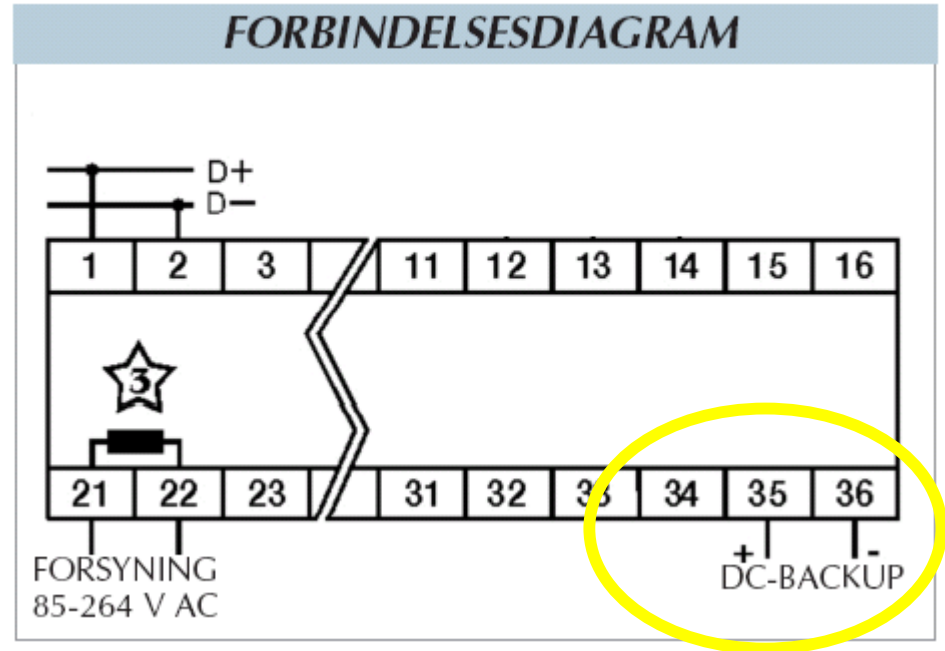 FORBINDELSESDIAGRAM
D+
D−
1 2 3 11 12 13 14 15 16
3
21 22 23 31 32 33 34 35 36
+ -
FORSYNING
85-264 V AC
DC-BACKUP